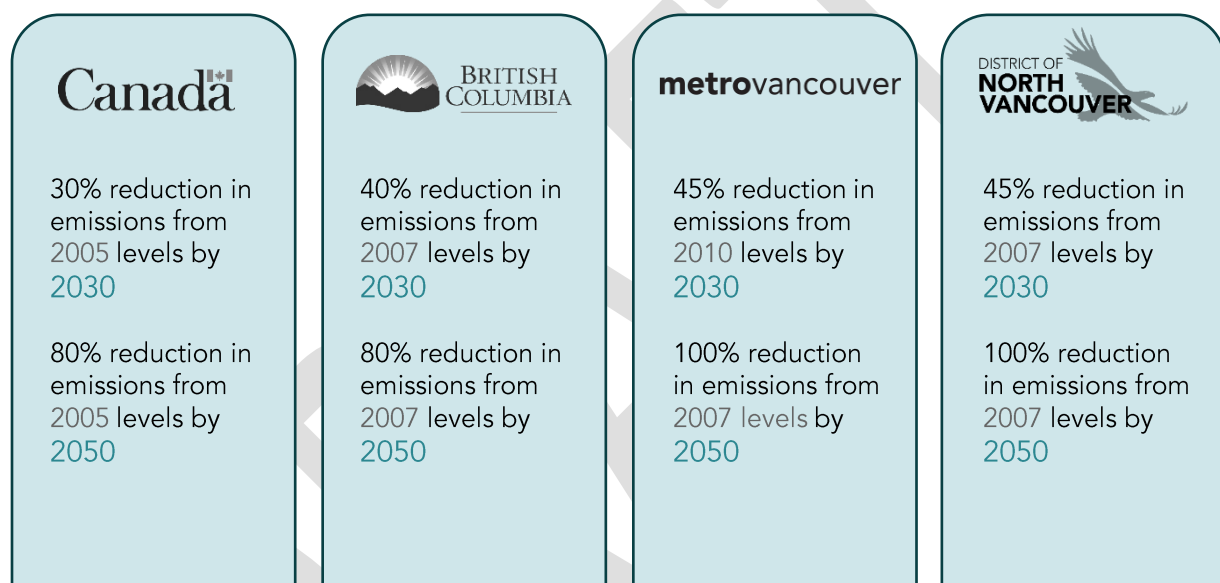 Canada
30% reduction in
emissions from
2005 levels by
2030
80% reduction in
emissions from
2005 levels by
2050
BRITISH
COLUMBIA
40% reduction in
emissions from
2007 levels by
2030
80% reduction in
emissions from
2007 levels by
2050
metrovancouver
45% reduction in
emissions from
2010 levels by
2030
100% reduction
in emissions from
2007 levels by
2050
DISTRICT OF
NORTH
VANCOUVER
45% reduction in
emissions from
2007 levels by
2030
100% reduction
in emissions from
2007 levels by
2050